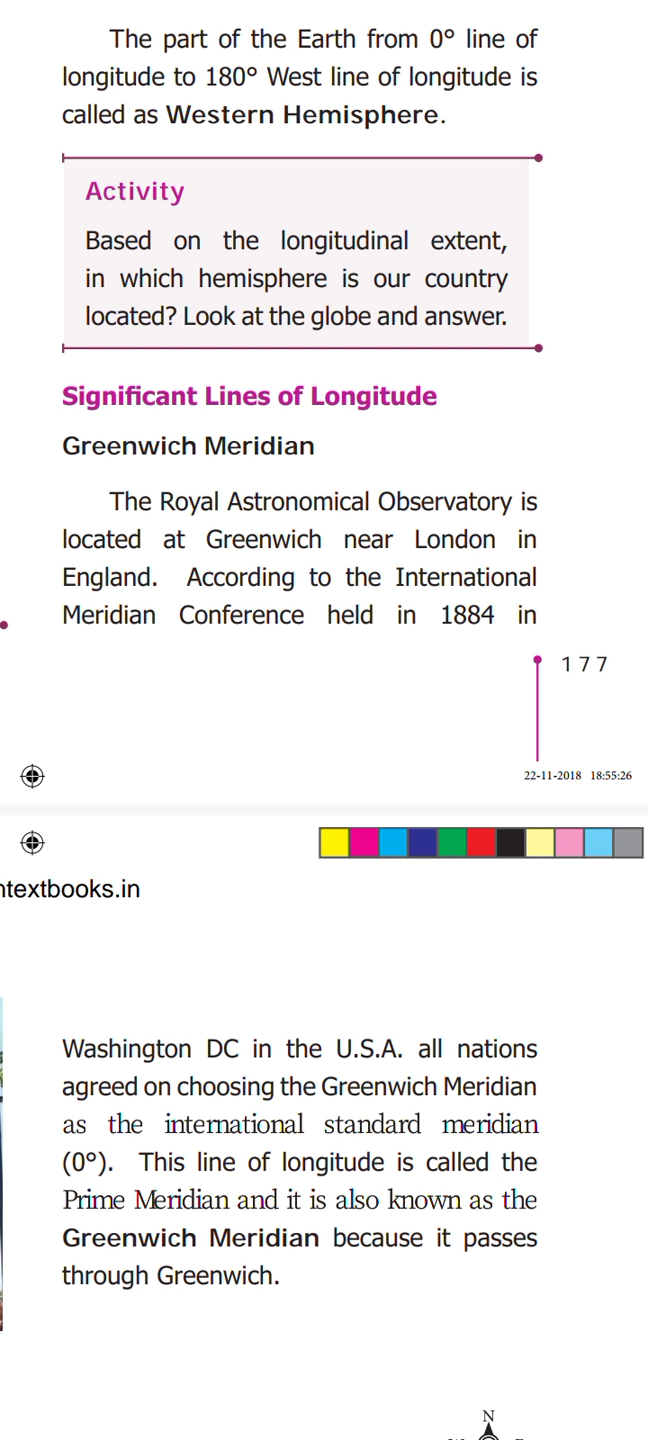 The part of the Earth from 0° line of
longitude to 180° West line of longitude is
called as Western Hemisphere.
Activity
Based on the longitudinal extent,
in which hemisphere is our country
located? Look at the globe and answer.
Significant Lines of Longitude
Greenwich Meridian
The Royal Astronomical Observatory is
located at Greenwich near London in
England. According to the International
Meridian Conference held in 1884 in
177
22-11-2018 18:55:26
ntextbooks.in
Washington DC in the U.S.A. all nations
agreed on choosing the Greenwich Meridian
as the international standard meridian
(0°). This line of longitude is called the
Prime Meridian and it is also known as the
Greenwich Meridian because it passes
through Greenwich.
N